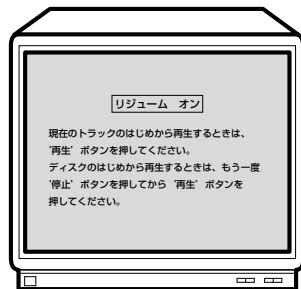 リジューム　オン
現在のトラックのはじめから再生するときは、
'再生' ボタンを押してください。
ディスクのはじめから再生するときは、もう一度
'停止' ボタンを押してから '再生' ボタンを
押してください。